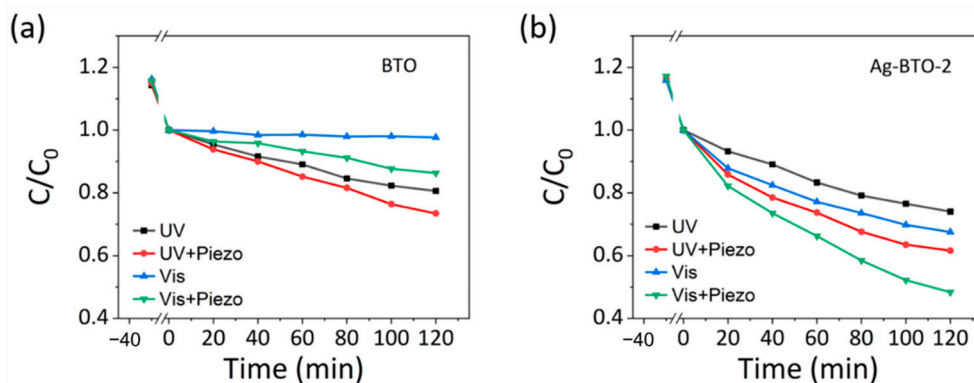 (a)
BTO
C/C₀
1.2
1.0
0.8
0.6
0.4
UV
UV+Piezo
Vis
Vis+Piezo
−40 0 20 40 60 80 100 120
Time (min)
(b)
Ag-BTO-2
C/C₀
1.2
1.0
0.8
0.6
0.4
UV
UV+Piezo
Vis
Vis+Piezo
−40 0 20 40 60 80 100 120
Time (min)